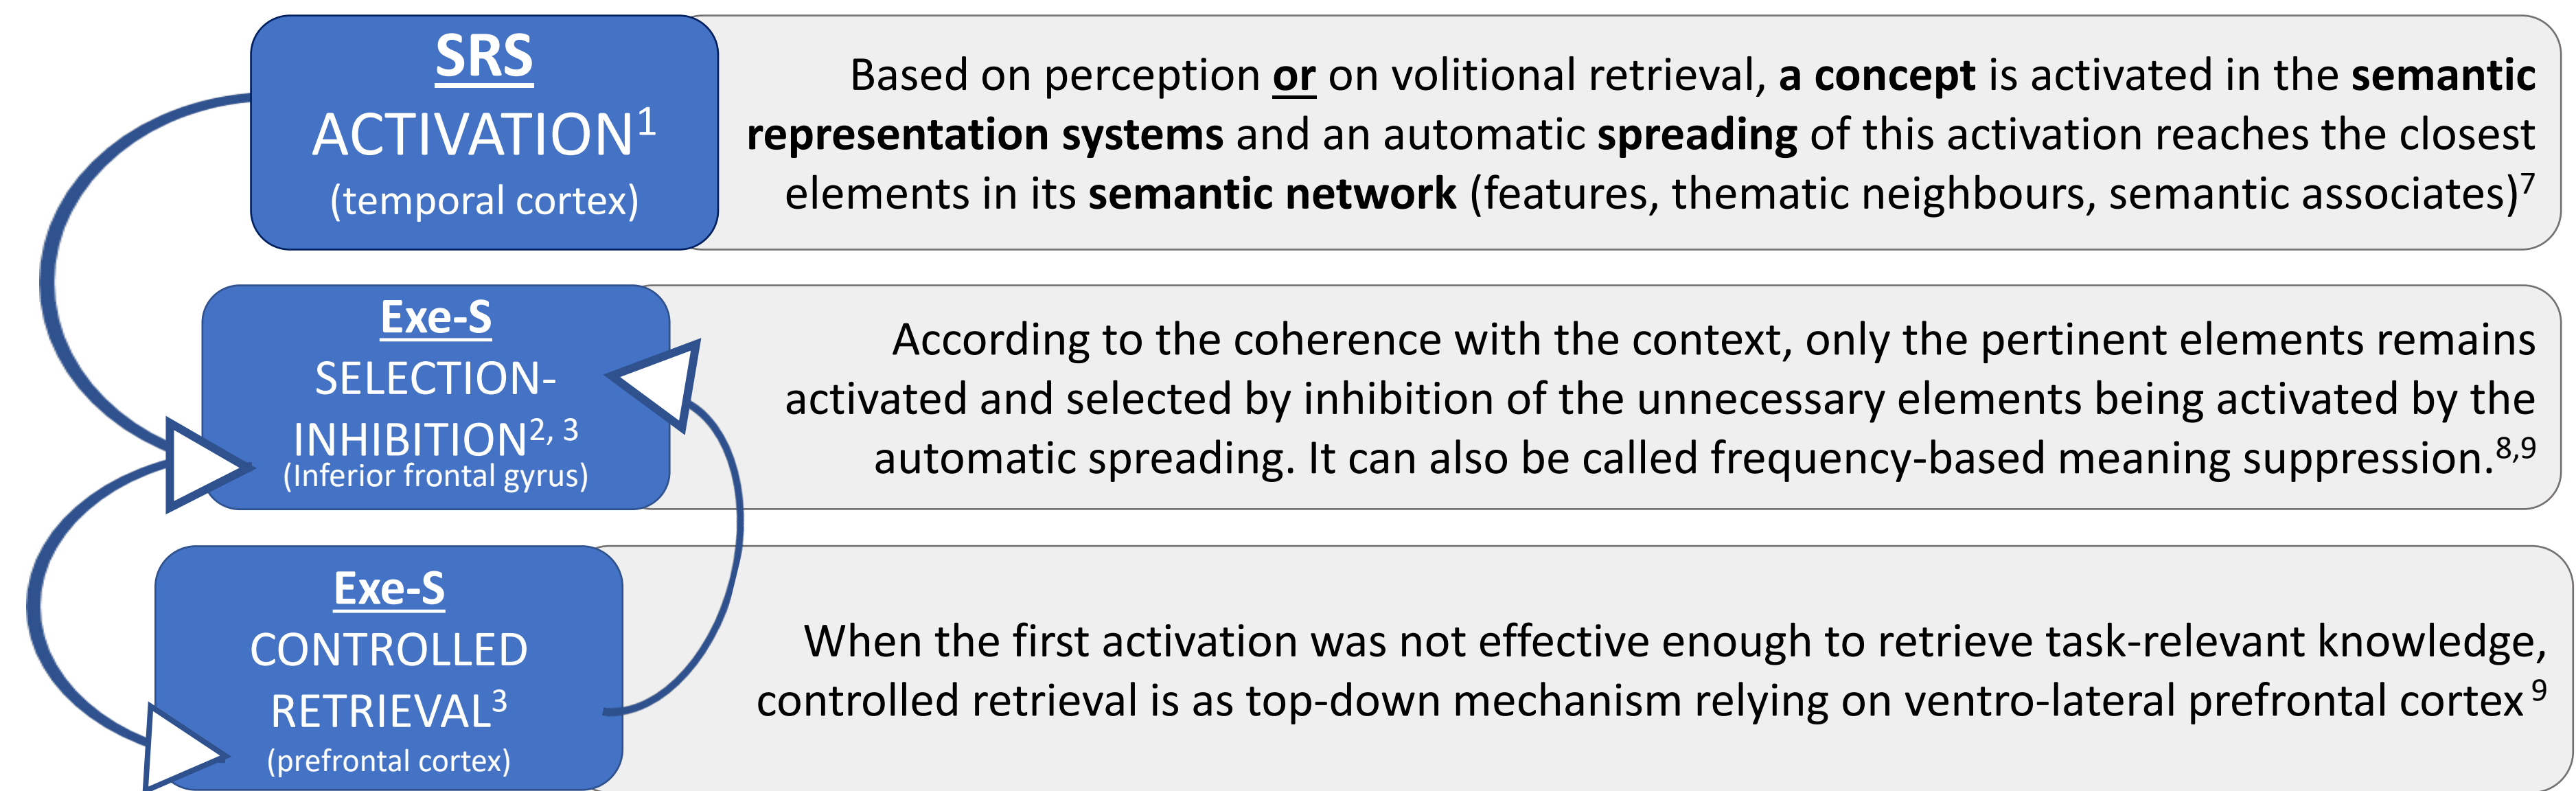 SRS
ACTIVATION1
(temporal cortex)
Based on perception or on volitional retrieval, a concept is activated in the semantic
representation systems and an automatic spreading of this activation reaches the closest
elements in its semantic network (features, thematic neighbours, semantic associates)7
Exe-S
SELECTION-
INHIBITION2, 3
(Inferior frontal gyrus)
According to the coherence with the context, only the pertinent elements remains
activated and selected by inhibition of the unnecessary elements being activated by the
automatic spreading. It can also be called frequency-based meaning suppression.8,9
Exe-S
CONTROLLED
RETRIEVAL3
(prefrontal cortex)
When the first activation was not effective enough to retrieve task-relevant knowledge,
controlled retrieval is as top-down mechanism relying on ventro-lateral prefrontal cortex 9